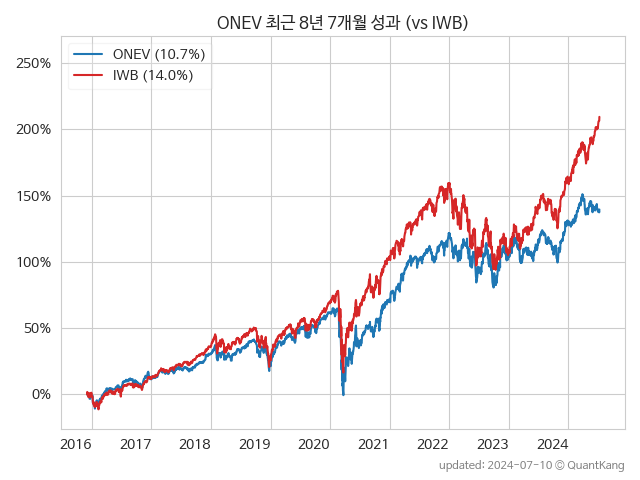 ONEV 최근 8년 7개월 성과 (vs IWB)
ONEV (10.7%)
IWB (14.0%)
250%
200%
150%
100%
50%
0%
2016 2017 2018 2019 2020 2021 2022 2023 2024
updated: 2024-07-10 © QuantKang